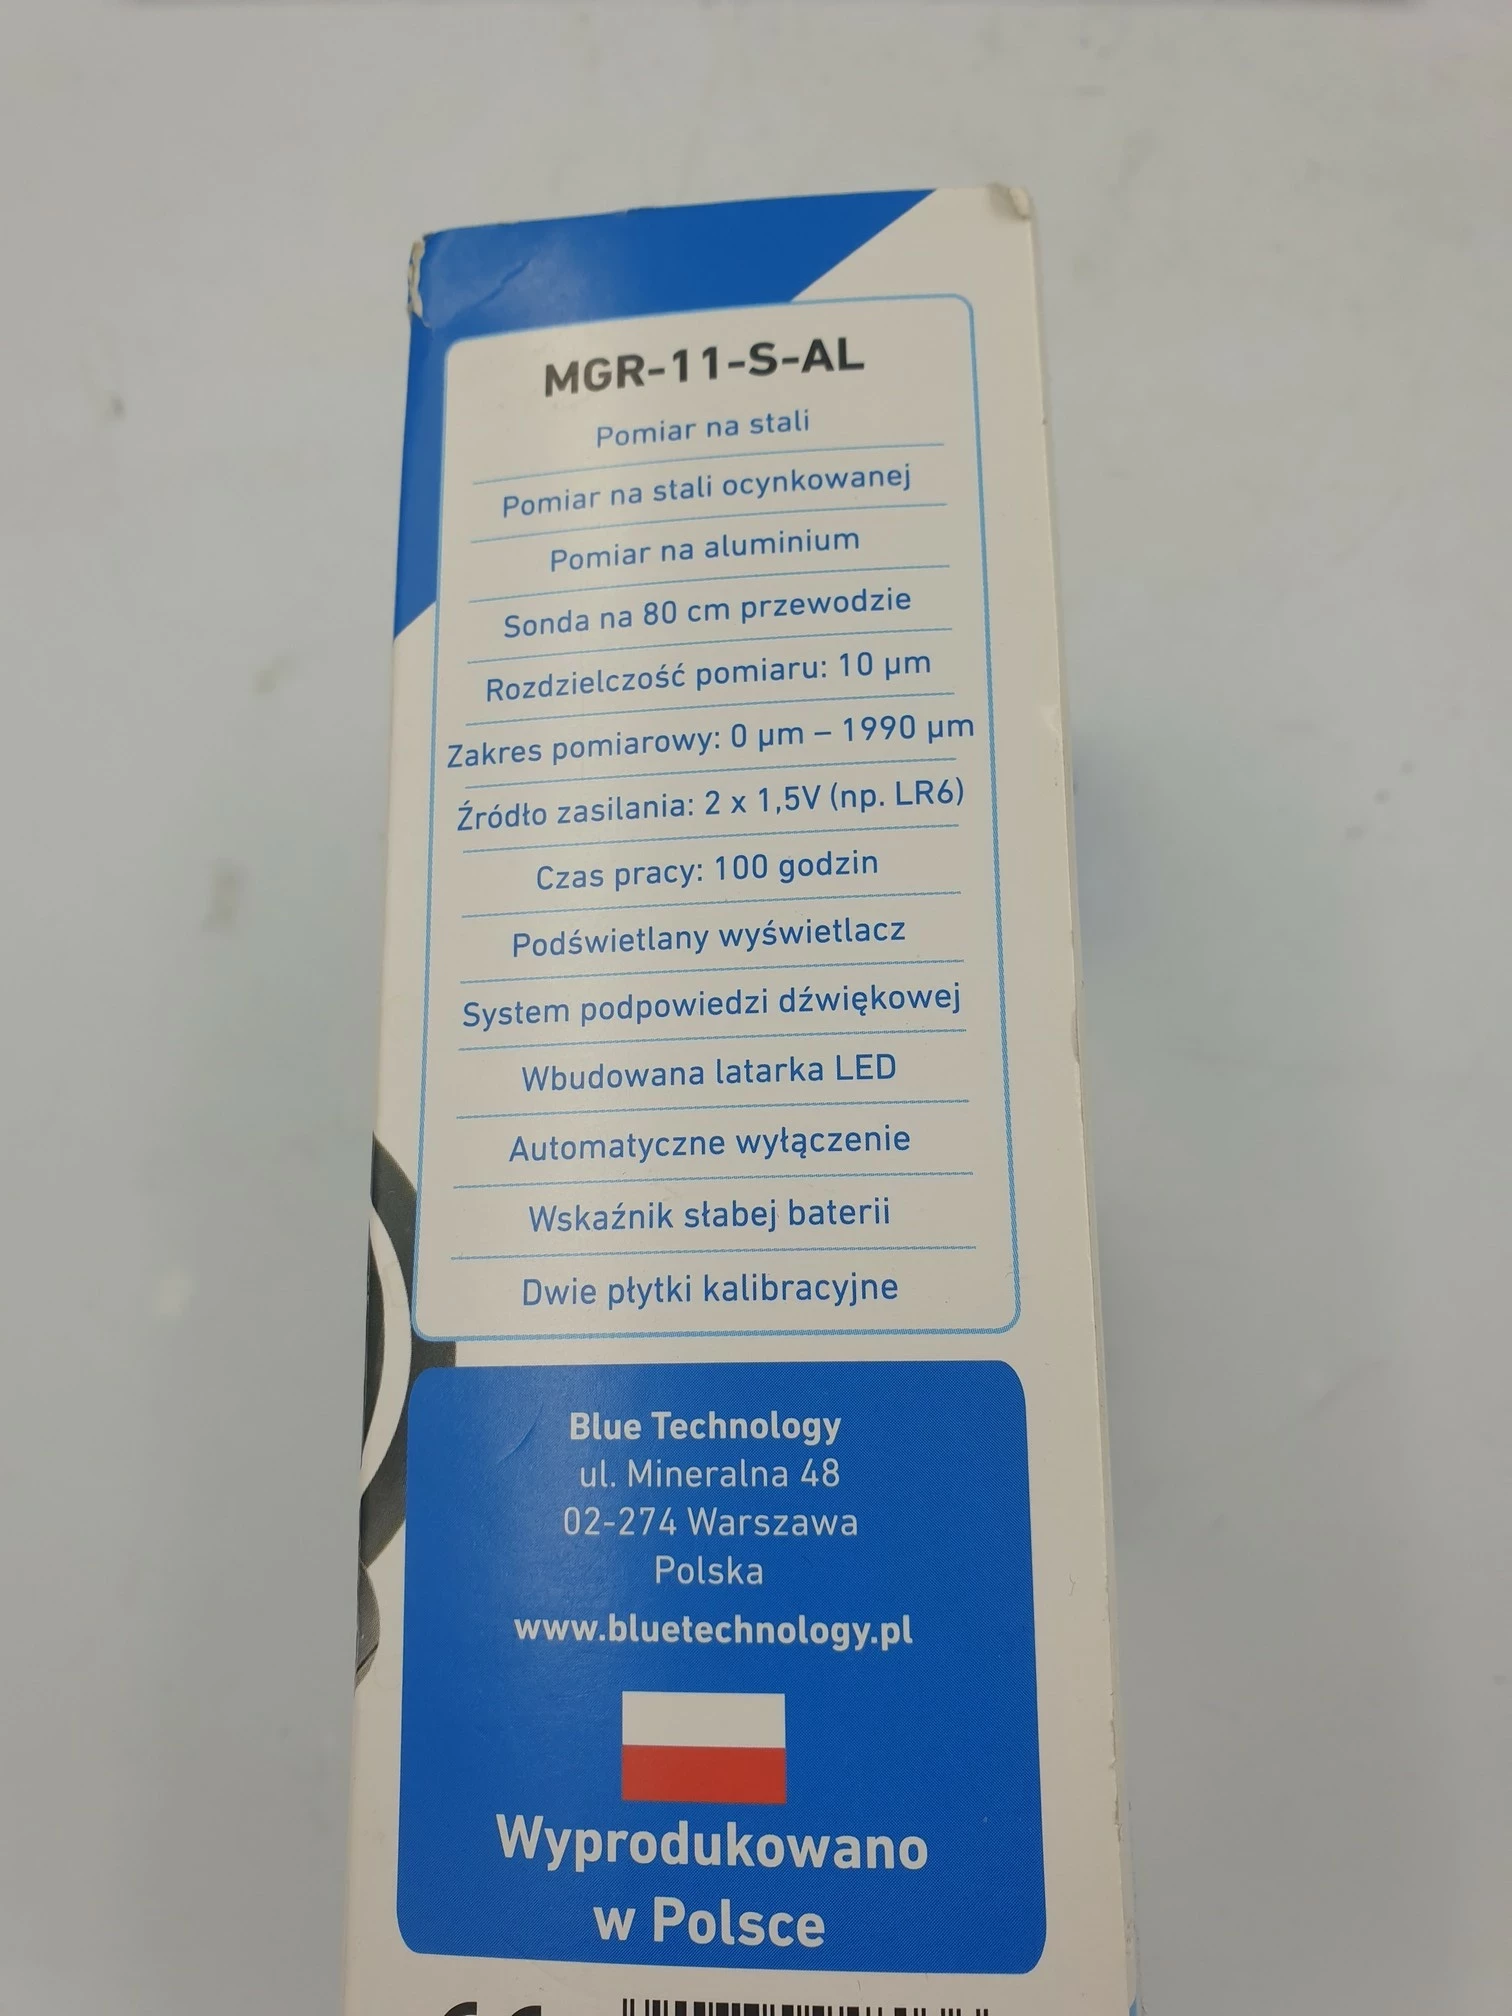 MGR-11-S-AL
Pomiar na stali
Pomiar na stali ocynkowanej
Pomiar na aluminium
Sonda na 80 cm przewodzie
Rozdzielczość pomiaru: 10 µm
Zakres pomiarowy: 0 µm – 1990 µm
Źródło zasilania: 2 x 1,5V (np. LR6)
Czas pracy: 100 godzin
Podświetlany wyświetlacz
System podpowiedzi dźwiękowej
Wbudowana latarka LED
Automatyczne wyłączenie
Wskaźnik słabej baterii
Dwie płytki kalibracyjne
Blue Technology
ul. Mineralna 48
02-274 Warszawa
Polska
www.bluetechnology.pl
Wyprodukowano
w Polsce